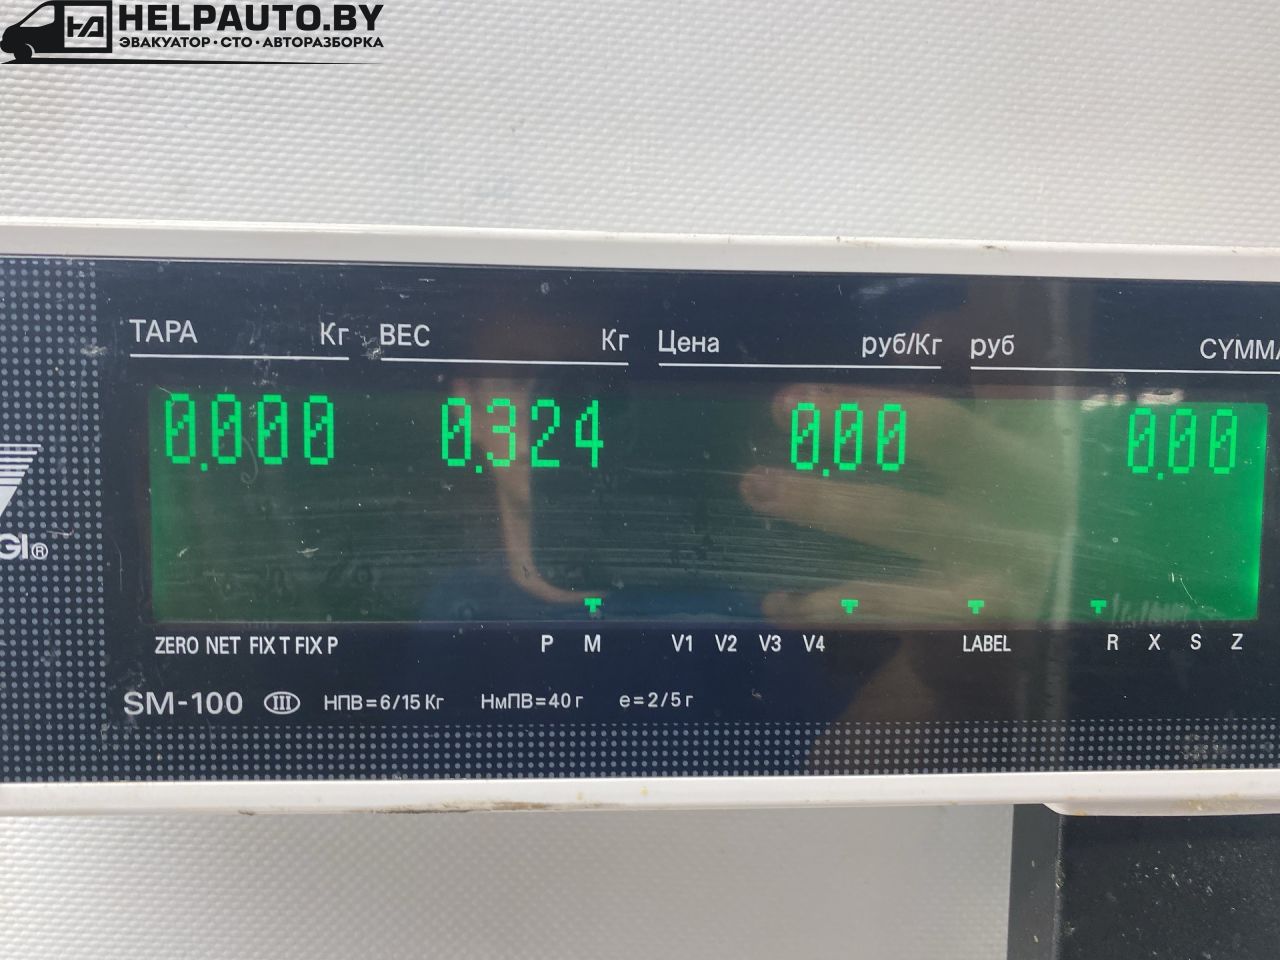 HELPAUTO.BY
ЭВАКУАТОР·СТО·АВТОРАЗБОРКА
ТАРА Кг ВЕС Кг Цена руб/Кг руб СУММА
0.000 0.324 0.00 0.00
GI®
ZERO NET FIX T FIX P P M V1 V2 V3 V4 LABEL R X S Z
SM-100 III НПВ=6/15 Кг НмПВ=40 г e=2/5 г